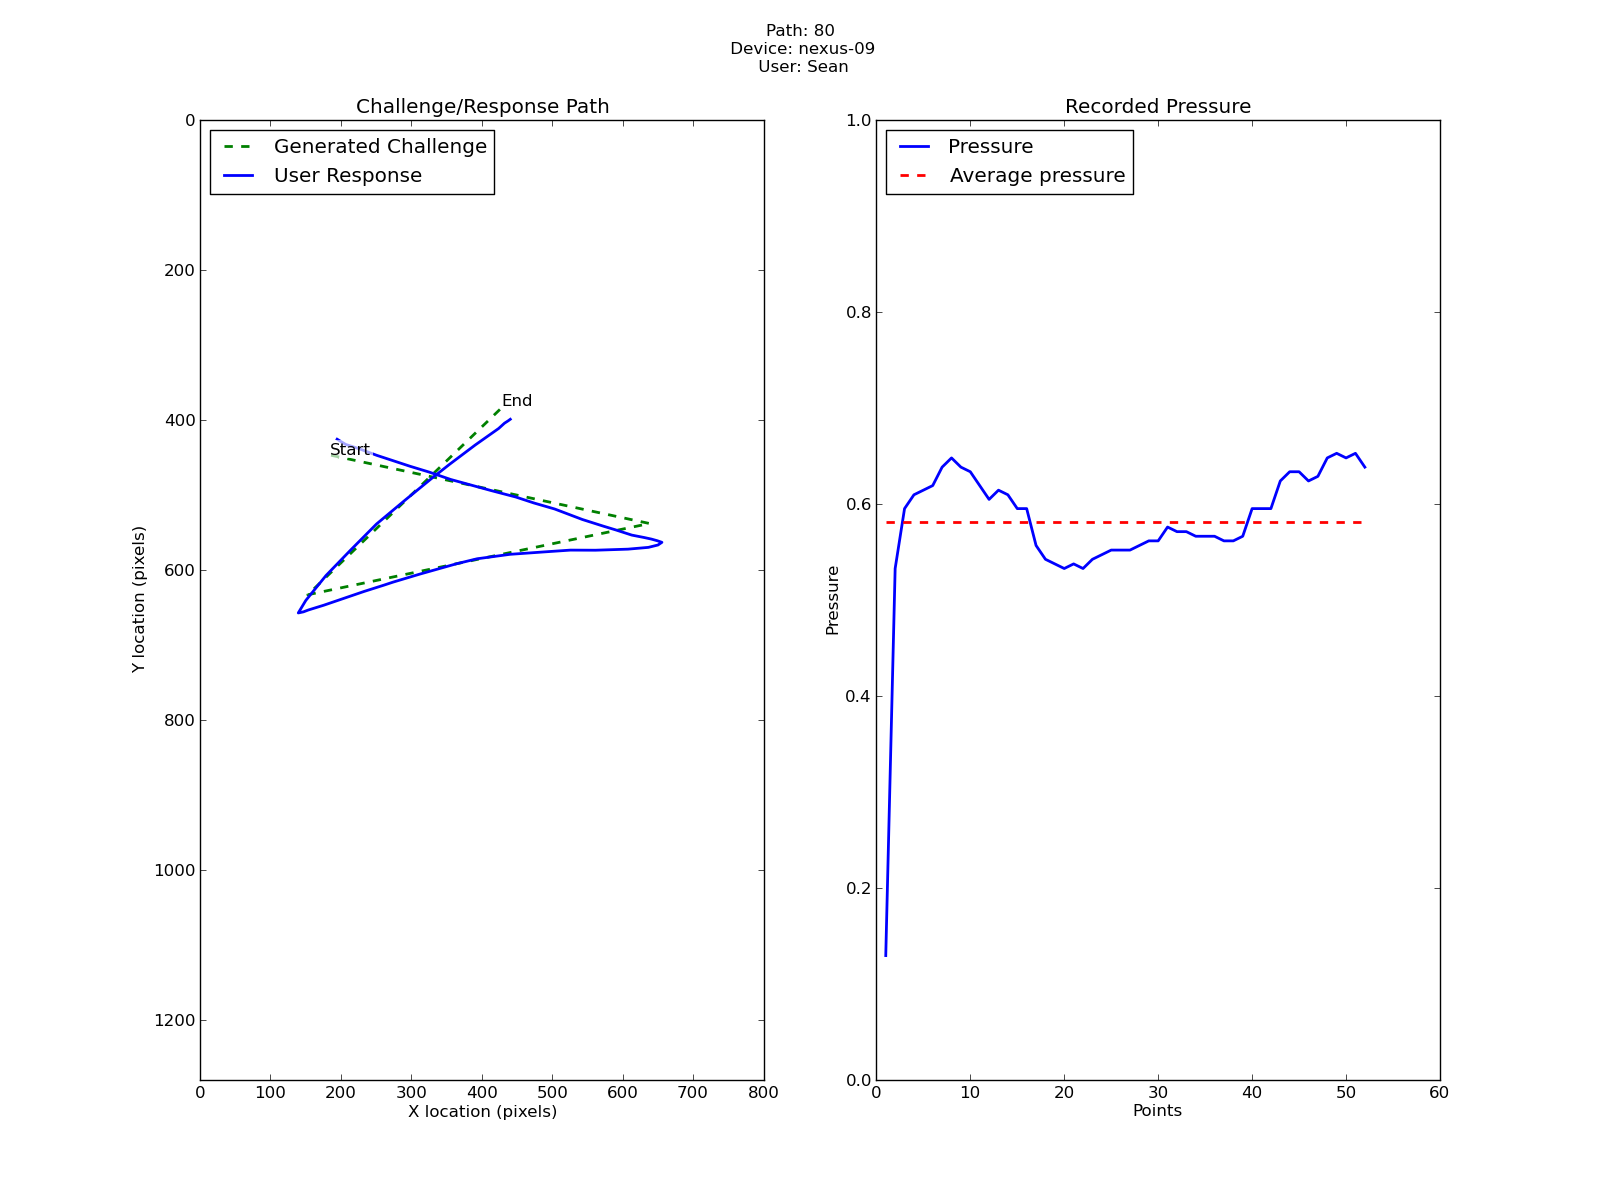 Path: 80
Device: nexus-09
User: Sean
Challenge/Response Path
Generated Challenge
User Response
0
200
400
600
800
1000
1200
Y location (pixels)
Start
End
0 100 200 300 400 500 600 700 800
X location (pixels)
Recorded Pressure
Pressure
Average pressure
1.0
0.8
0.6
0.4
0.2
0.0
Pressure
0 10 20 30 40 50 60
Points